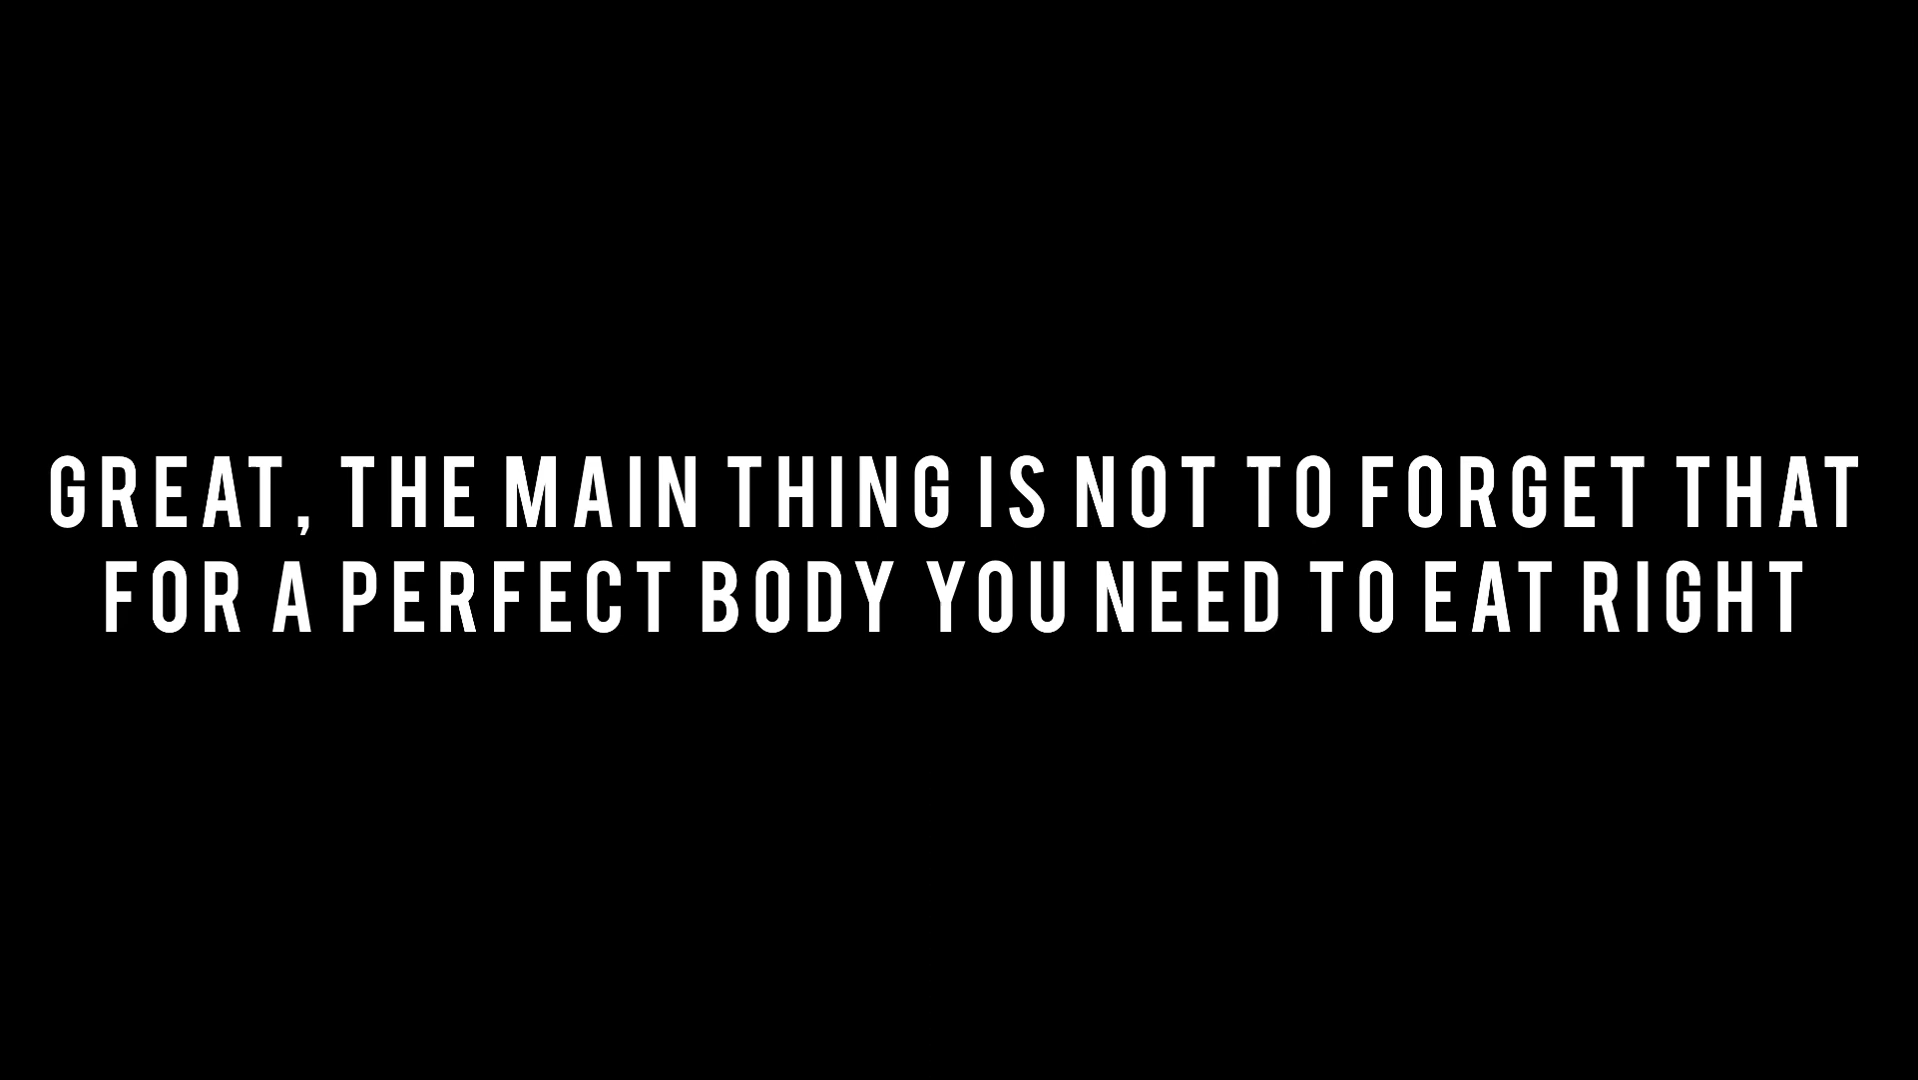 GREAT, THE MAIN THING IS NOT TO FORGET THAT
FOR A PERFECT BODY YOU NEED TO EAT RIGHT